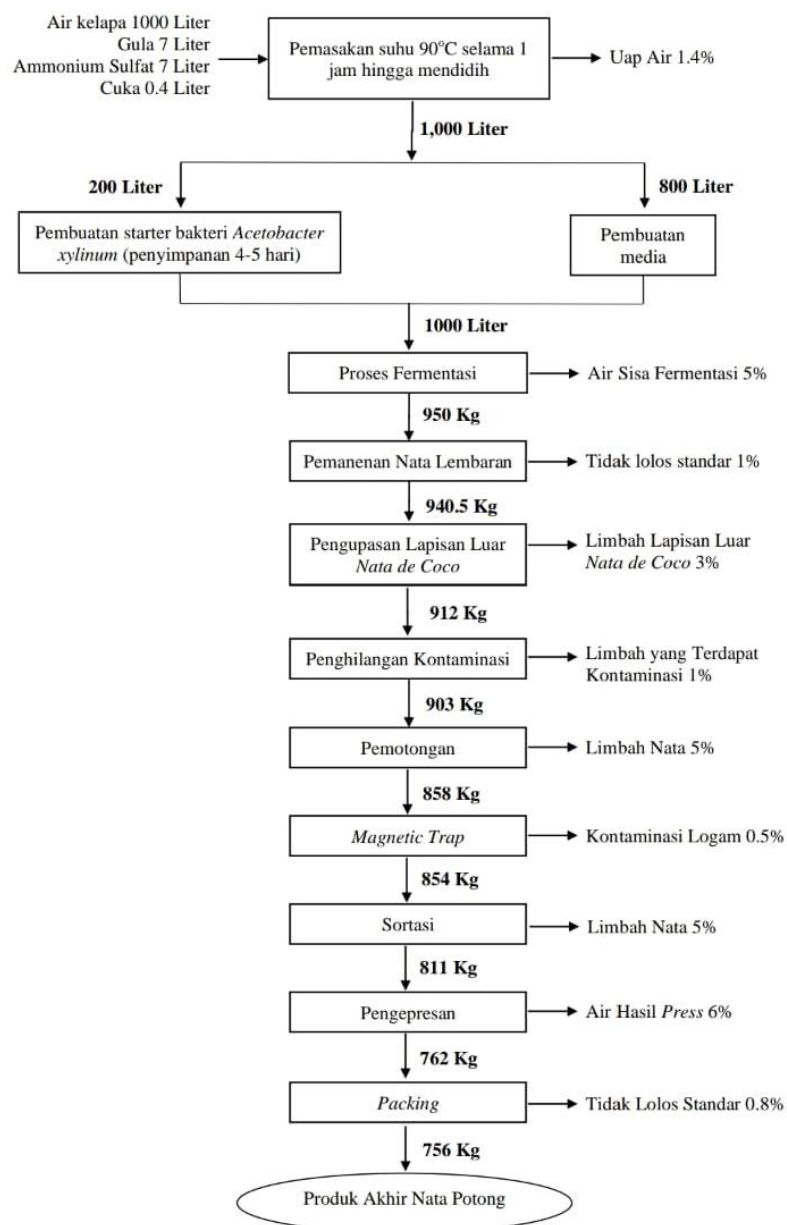 Air kelapa 1000 Liter
Gula 7 Liter
Ammonium Sulfat 7 Liter
Cuka 0.4 Liter
Pemasakan suhu 90°C selama 1
jam hingga mendidih
Uap Air 1.4%
1,000 Liter
200 Liter
800 Liter
Pembuatan starter bakteri Acetobacter
xylinum (penyimpanan 4-5 hari)
Pembuatan
media
1000 Liter
Proses Fermentasi
Air Sisa Fermentasi 5%
950 Kg
Pemanenan Nata Lembaran
Tidak lolos standar 1%
940.5 Kg
Pengupasan Lapisan Luar
Nata de Coco
Limbah Lapisan Luar
Nata de Coco 3%
912 Kg
Penghilangan Kontaminasi
Limbah yang Terdapat
Kontaminasi 1%
903 Kg
Pemotongan
Limbah Nata 5%
858 Kg
Magnetic Trap
Kontaminasi Logam 0.5%
854 Kg
Sortasi
Limbah Nata 5%
811 Kg
Pengepresan
Air Hasil Press 6%
762 Kg
Packing
Tidak Lolos Standar 0.8%
756 Kg
Produk Akhir Nata Potong